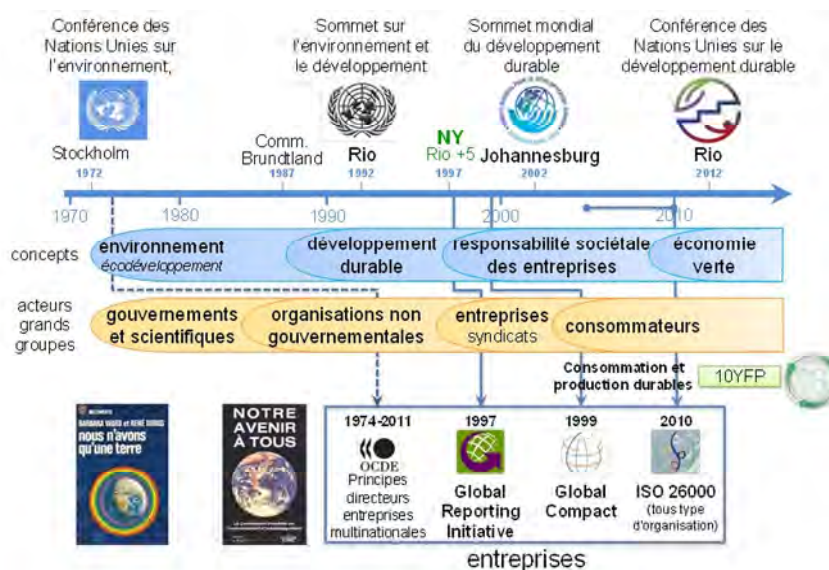 Conférence des
Nations Unies sur
l'environnement,
Sommet sur
l'environnement et
le développement
Sommet mondial
du développement
durable
Conférence des
Nations Unies sur le
développement durable
Stockholm
Comm.
Brundtland
Rio
NY
Rio +5
Johannesburg
Rio
1972
1987
1992
1997
2002
2012
1970
1980
1990
2000
2010
concepts
environnement
écodéveloppement
développement
durable
responsabilité sociétale
des entreprises
économie
verte
acteurs
grands
groupes
gouvernements
et scientifiques
organisations non
gouvernementales
entreprises
syndicats
consommateurs
Consommation et
production durables
10YFP
nous n'avons
qu'une terre
NOTRE
AVENIR
À TOUS
1974-2011
OCDE
Principes
directeurs
entreprises
multinationales
1997
Global
Reporting
Initiative
1999
Global
Compact
2010
ISO 26000
(tous type
d'organisation)
entreprises